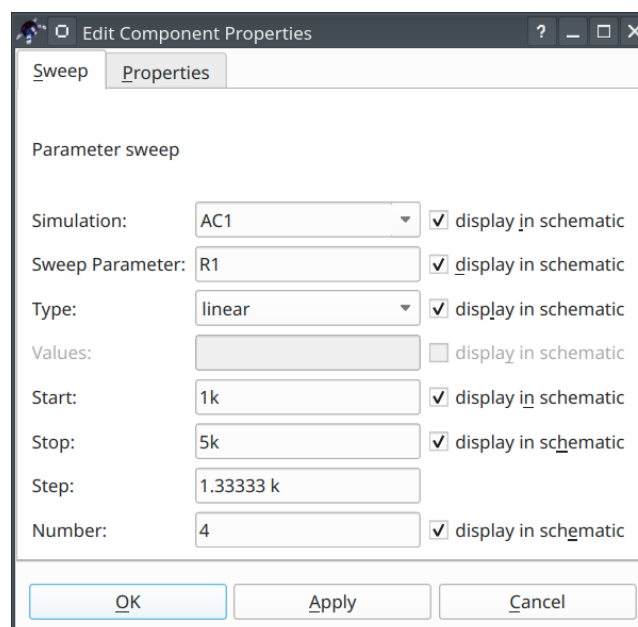 Edit Component Properties ?
Sweep Properties
Parameter sweep
Simulation: AC1 display in schematic
Sweep Parameter: R1 display in schematic
Type: linear display in schematic
Values: display in schematic
Start: 1k display in schematic
Stop: 5k display in schematic
Step: 1.33333 k
Number: 4 display in schematic
OK Apply Cancel